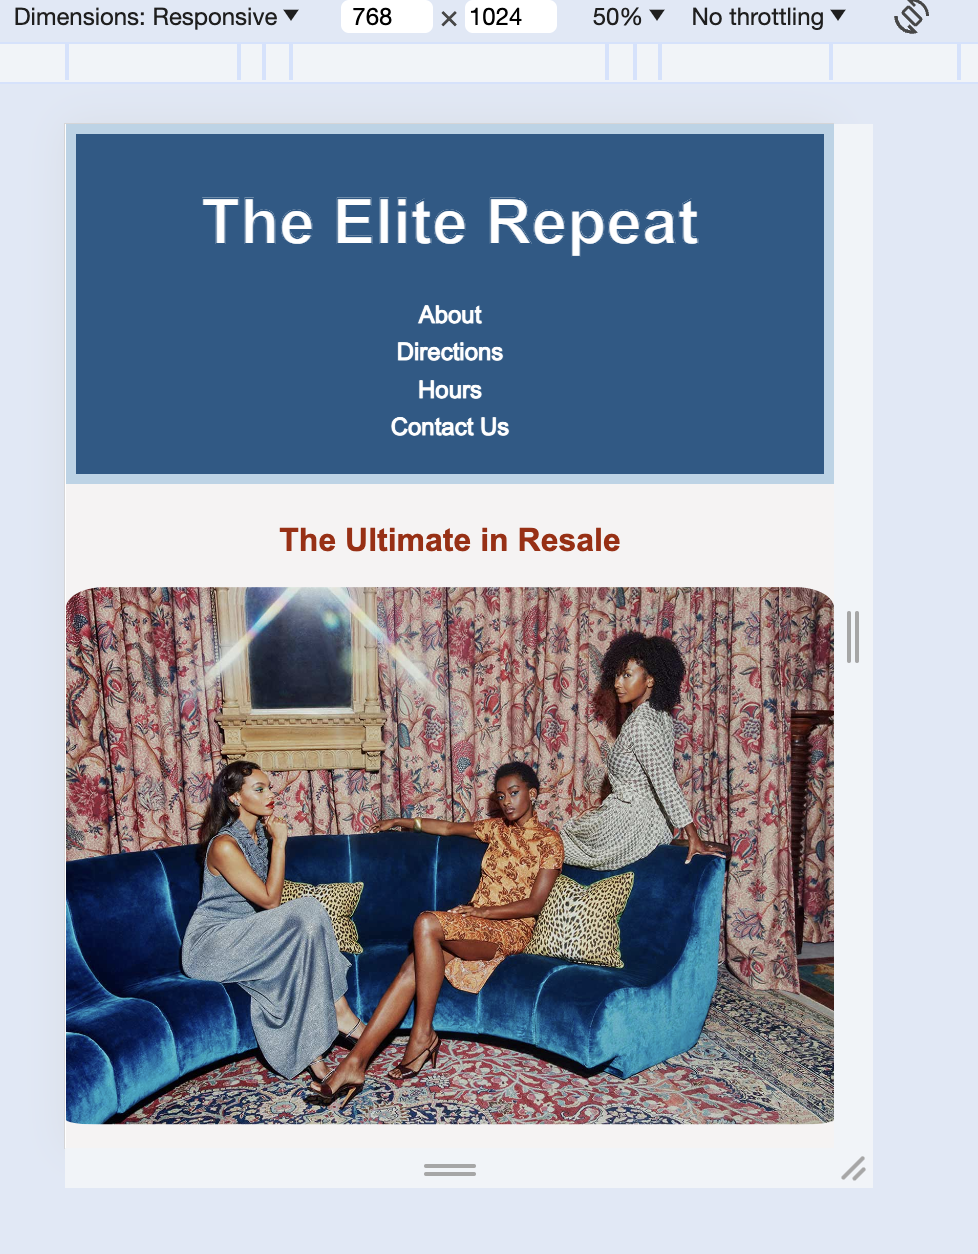 Dimensions: Responsive ▼ 768 × 1024 50% ▼ No throttling ▼
The Elite Repeat
About
Directions
Hours
Contact Us
The Ultimate in Resale